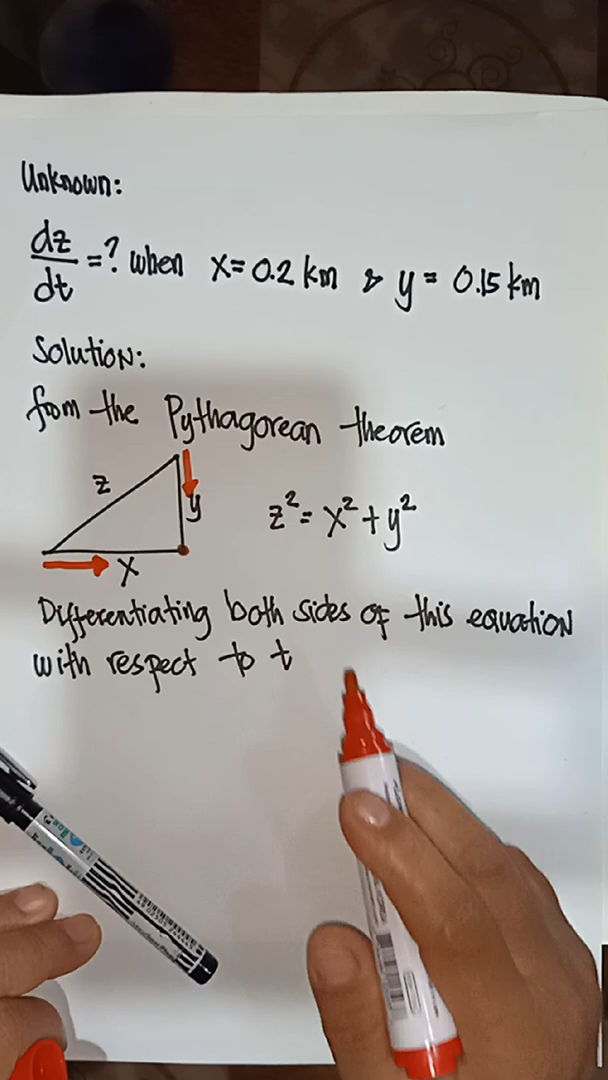 Unknown:
dz/dt = ? when x = 0.2 km & y = 0.15 km
Solution:
from the Pythagorean theorem
z
y
x
z² = x² + y²
Differentiating both sides of this equation
with respect to t